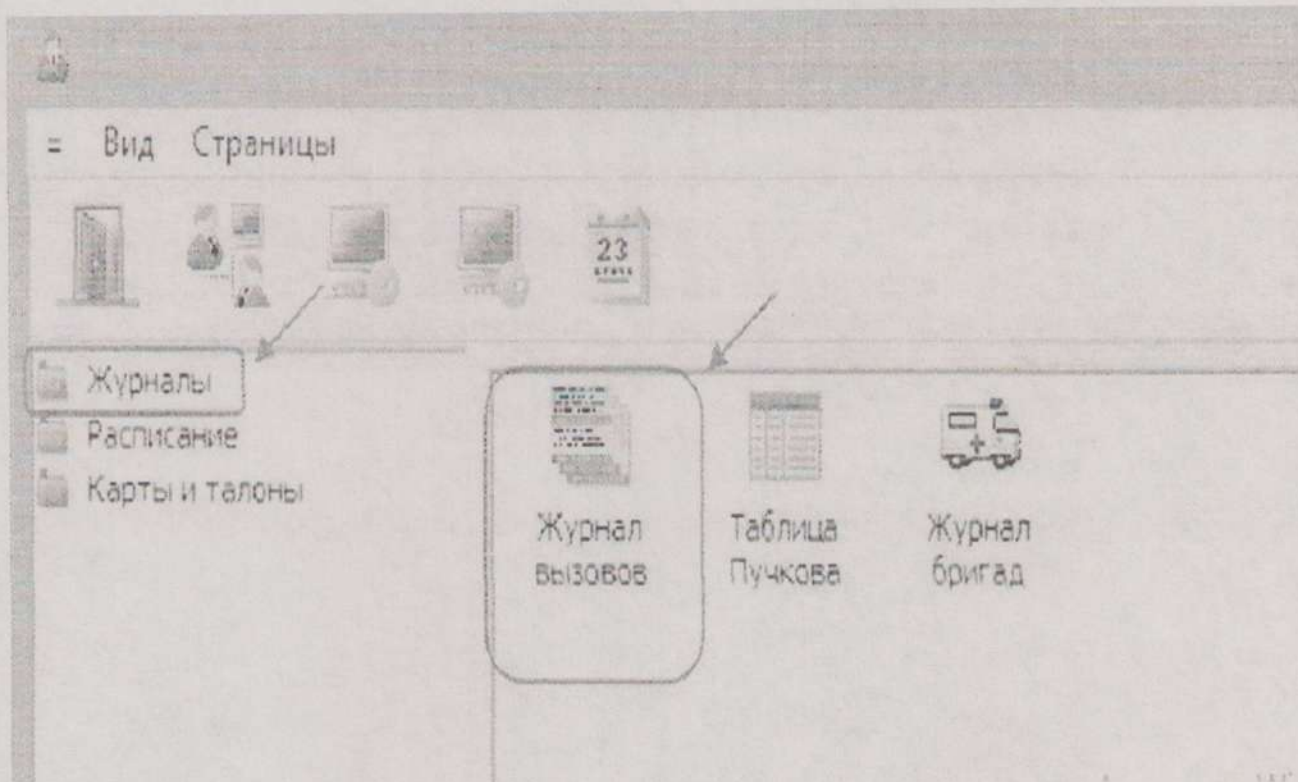 = Вид Страницы
23
Журналы
Расписание
Карты и талоны
Журнал
вызовов
Таблица
Пучкова
Журнал
бригад